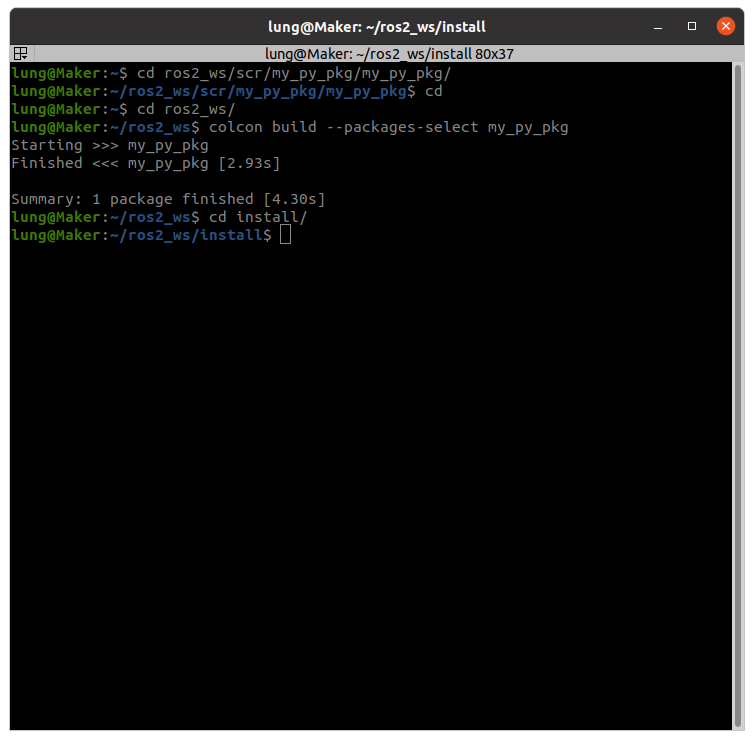 lung@Maker: ~/ros2_ws/install
lung@Maker: ~/ros2_ws/install 80x37
lung@Maker:~$ cd ros2_ws/scr/my_py_pkg/my_py_pkg/
lung@Maker:~/ros2_ws/scr/my_py_pkg/my_py_pkg$ cd
lung@Maker:~$ cd ros2_ws/
lung@Maker:~/ros2_ws$ colcon build --packages-select my_py_pkg
Starting >>> my_py_pkg
Finished <<< my_py_pkg [2.93s]
Summary: 1 package finished [4.30s]
lung@Maker:~/ros2_ws$ cd install/
lung@Maker:~/ros2_ws/install$